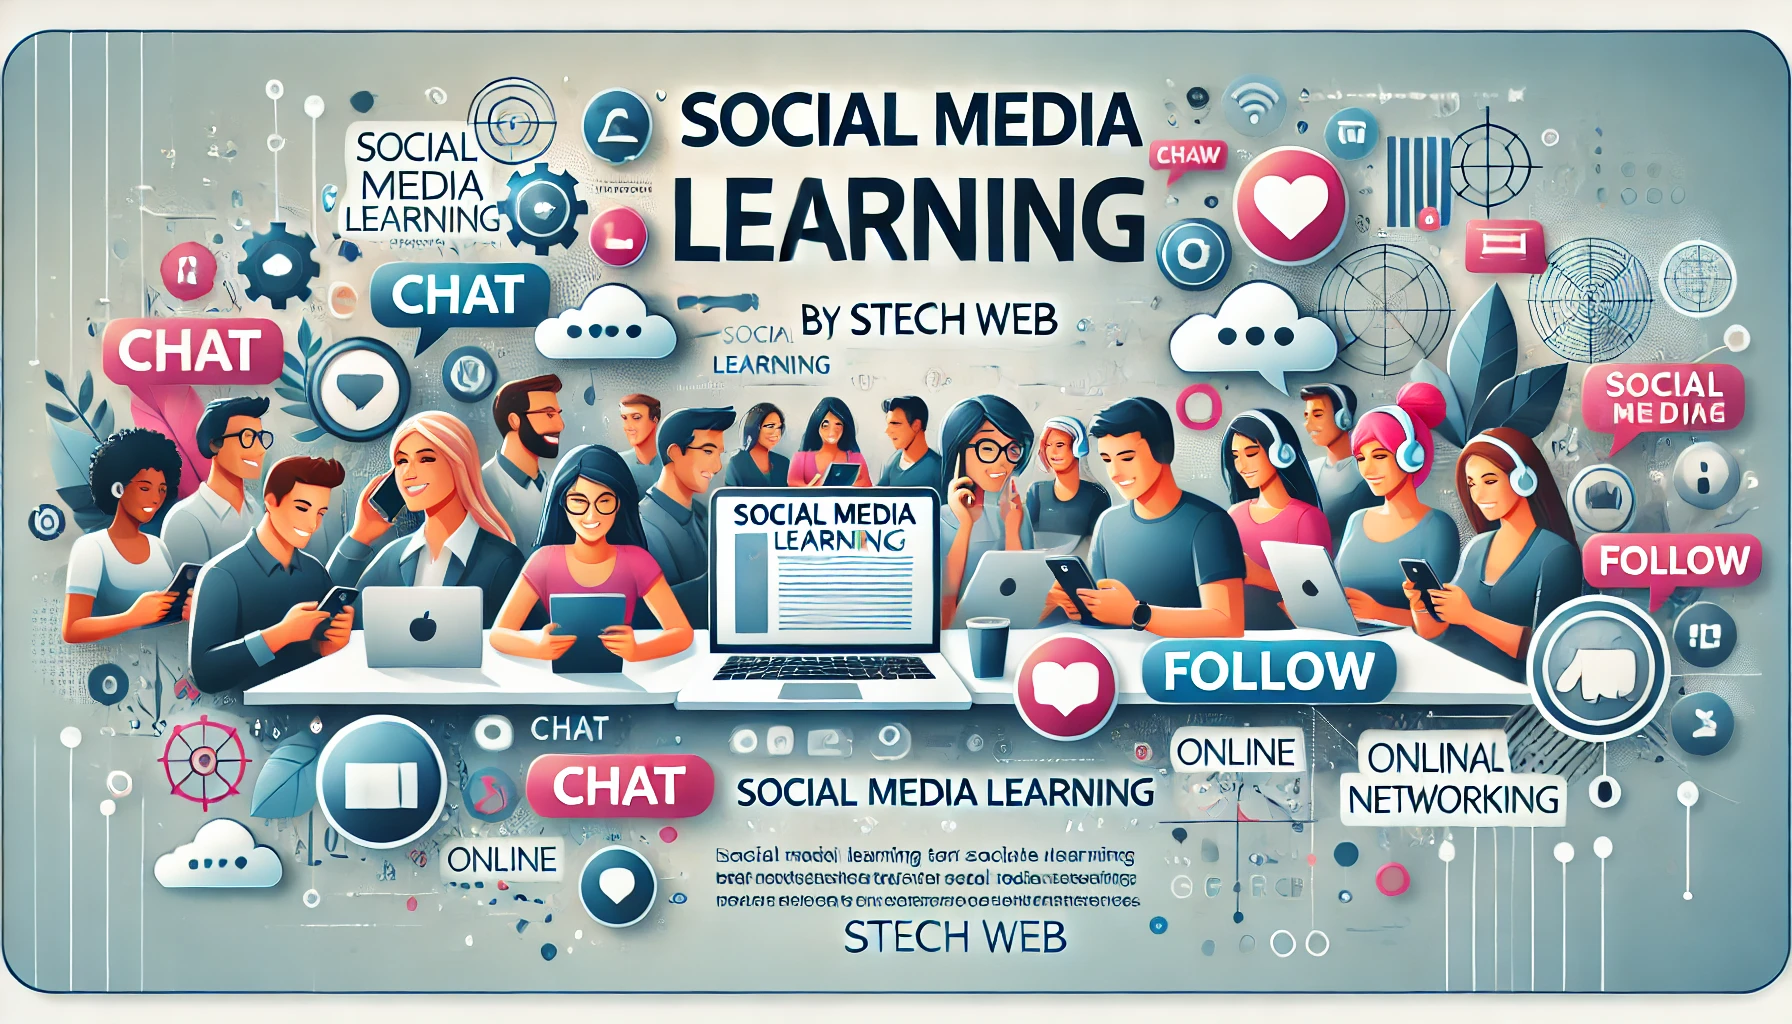 SOCIAL MEDIA
LEARNING
BY STECH WEB
SOCIAL
MEDIA
LEARNING
CHAT
CHAT
CHAW
SOCIAL
LEARNING
SOCIAL
MEDIAG
SOCIAL MEDIA
LEARNING
FOLLOW
FOLLOW
CHAT
CHAT
ONLINE
SOCIAL MEDIA LEARNING
ONLINE
ONLINAL
NETWORKING
STECH WEB